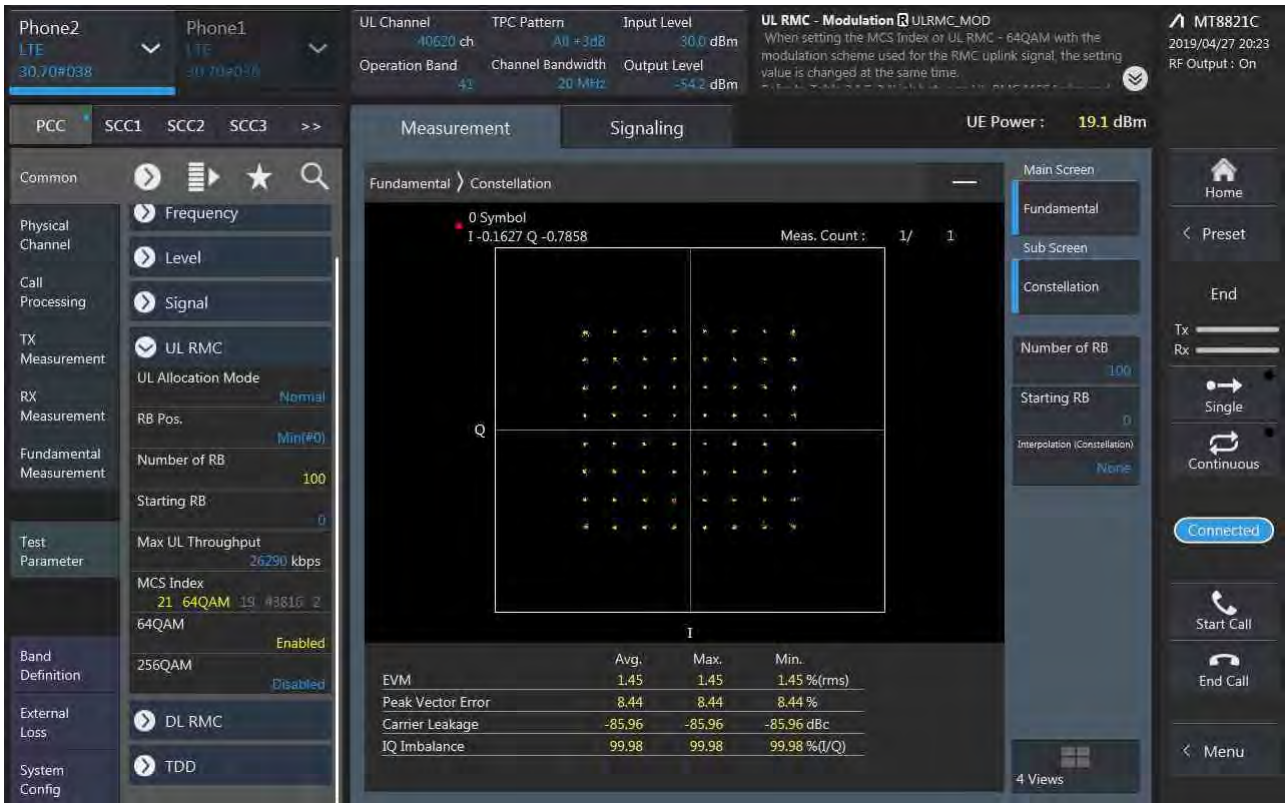 Phone2
LTE
30.70#038
Phone1
LTE
UL Channel
40620 ch
Operation Band
41
TPC Pattern
All +3dB
Channel Bandwidth
20 MHz
Input Level
30.0 dBm
Output Level
-54.2 dBm
UL RMC - Modulation R ULRMC_MOD
When setting the MCS Index or UL RMC - 64QAM with the
modulation scheme used for the RMC uplink signal, the setting
value is changed at the same time.
MT8821C
2019/04/27 20:23
RF Output : On
PCC SCC1 SCC2 SCC3 >>
Common
Physical
Channel
Call
Processing
TX
Measurement
RX
Measurement
Fundamental
Measurement
Test
Parameter
Band
Definition
External
Loss
System
Config
Frequency
Level
Signal
UL RMC
UL Allocation Mode
Normal
RB Pos.
Min(#0)
Number of RB
100
Starting RB
0
Max UL Throughput
26290 kbps
MCS Index
21 64QAM 19 #3816 2
64QAM
Enabled
256QAM
Disabled
DL RMC
TDD
Measurement
Signaling
UE Power : 19.1 dBm
Fundamental 〉 Constellation
0 Symbol
I -0.1627 Q -0.7858
Meas. Count : 1/ 1
Q
I
Avg. Max. Min.
EVM 1.45 1.45 1.45 %(rms)
Peak Vector Error 8.44 8.44 8.44 %
Carrier Leakage -85.96 -85.96 -85.96 dBc
IQ Imbalance 99.98 99.98 99.98 %(I/Q)
Main Screen
Fundamental
Sub Screen
Constellation
Number of RB
100
Starting RB
0
Interpolation (Constellation)
None
4 Views
Home
< Preset
End
Tx
Rx
Single
Continuous
Connected
Start Call
End Call
< Menu